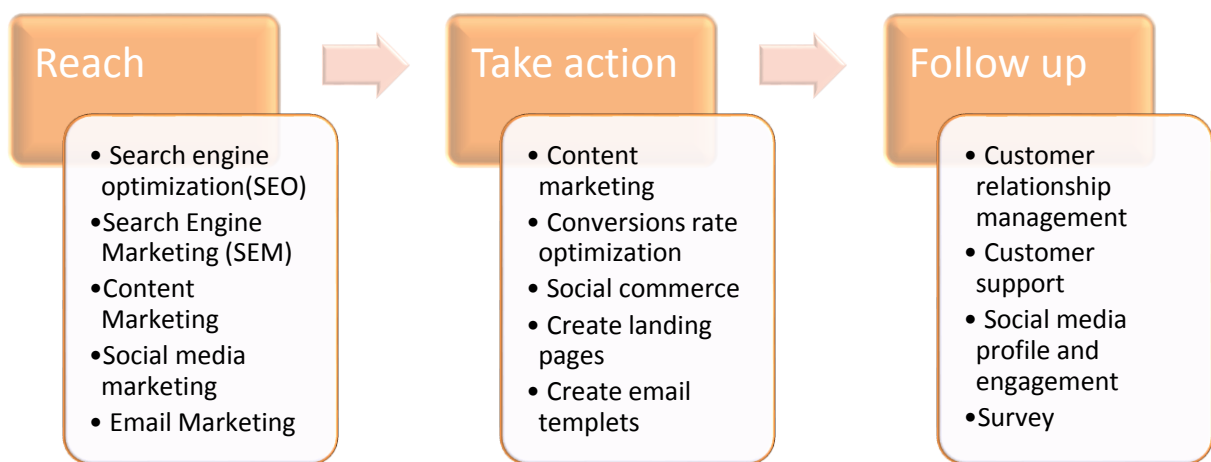 Reach
• Search engine
optimization(SEO)
•Search Engine
Marketing (SEM)
•Content
Marketing
•Social media
marketing
• Email Marketing
Take action
• Content
marketing
• Conversions rate
optimization
• Social commerce
• Create landing
pages
• Create email
templets
Follow up
• Customer
relationship
management
• Customer
support
• Social media
profile and
engagement
•Survey